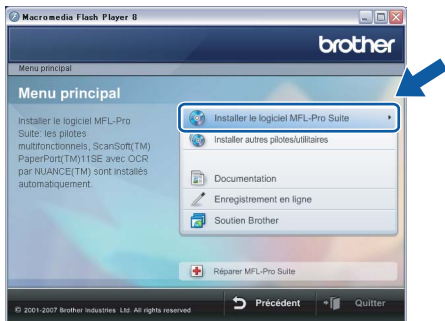 Macromedia Flash Player 8
brother
Menu principal
Menu principal
Installer le logiciel MFL-Pro
Suite: les pilotes
multifonctionnels, ScanSoft(TM)
PaperPort(TM)11SE avec OCR
par NUANCE(TM) sont installés
automatiquement.
Installer le logiciel MFL-Pro Suite
Installer autres pilotes/utilitaires
Documentation
Enregistrement en ligne
Soutien Brother
Réparer MFL-Pro Suite
© 2001-2007 Brother Industries Ltd. All rights reserved
Précédent
Quitter